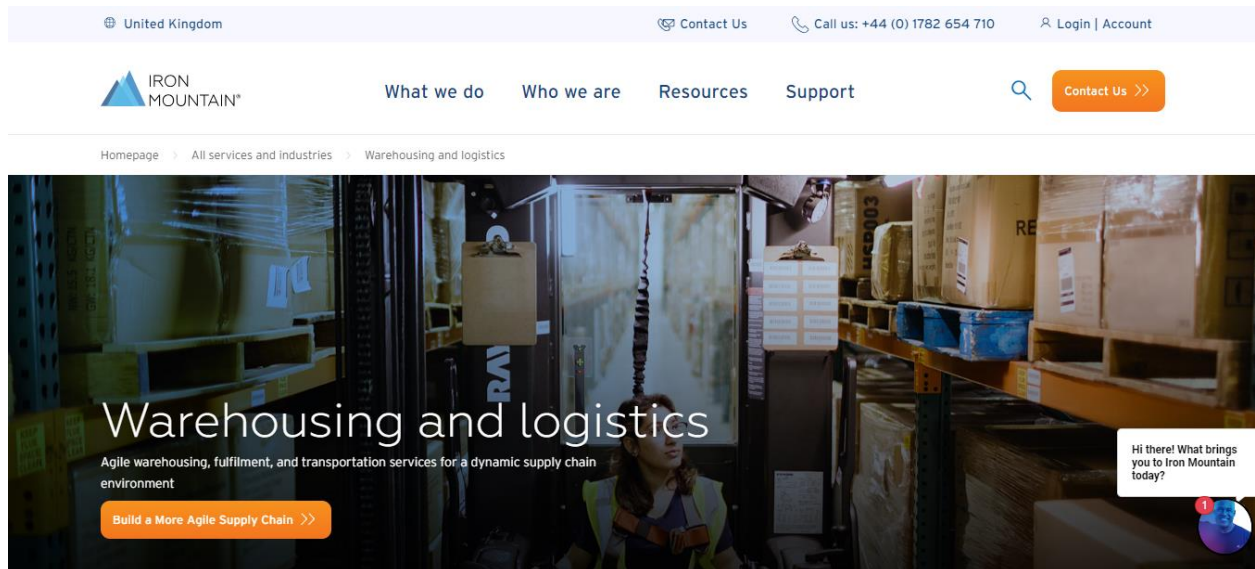 United Kingdom
Contact Us
Call us: +44 (0) 1782 654 710
Login | Account
IRON
MOUNTAIN®
What we do
Who we are
Resources
Support
Contact Us
Homepage
All services and industries
Warehousing and logistics
Warehousing and logistics
Agile warehousing, fulfilment, and transportation services for a dynamic supply chain
environment
Build a More Agile Supply Chain
Hi there! What brings
you to Iron Mountain
today?
1